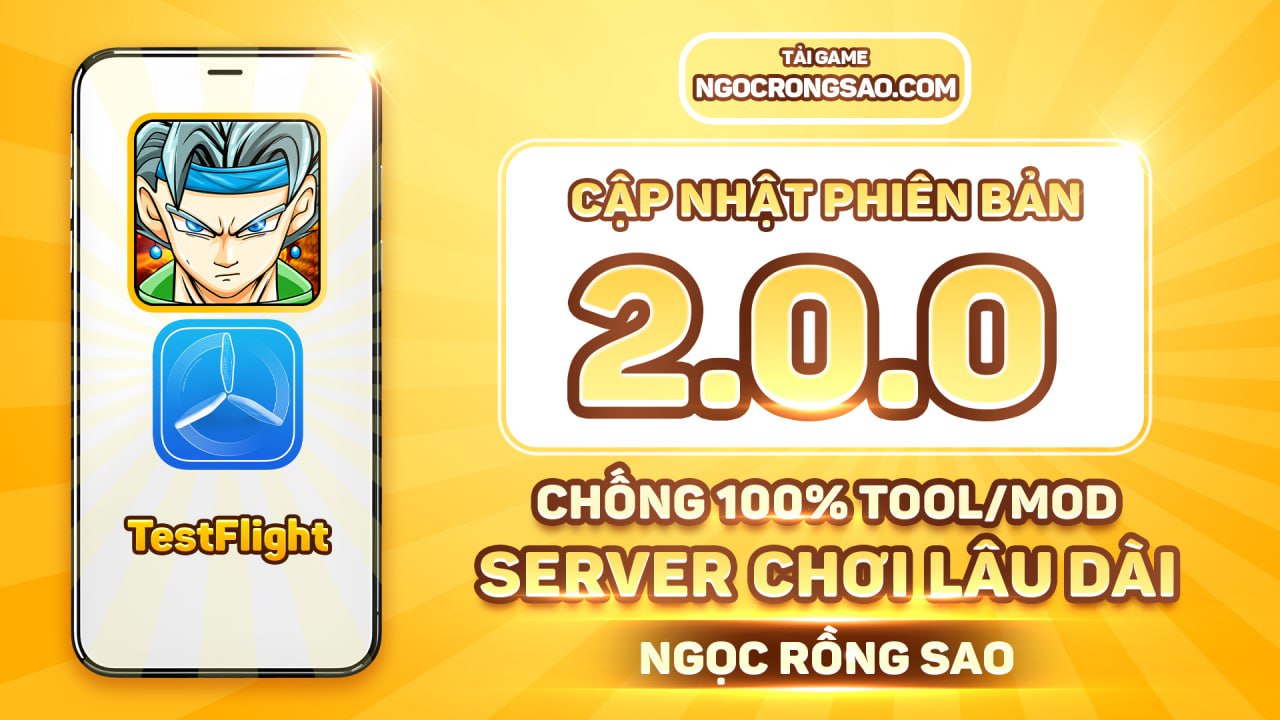 TẢI GAME
NGOCRONGSAO.COM
CẬP NHẬT PHIÊN BẢN
2.0.0
CHỐNG 100% TOOL/MOD
SERVER CHƠI LÂU DÀI
NGỌC RỒNG SAO
TestFlight